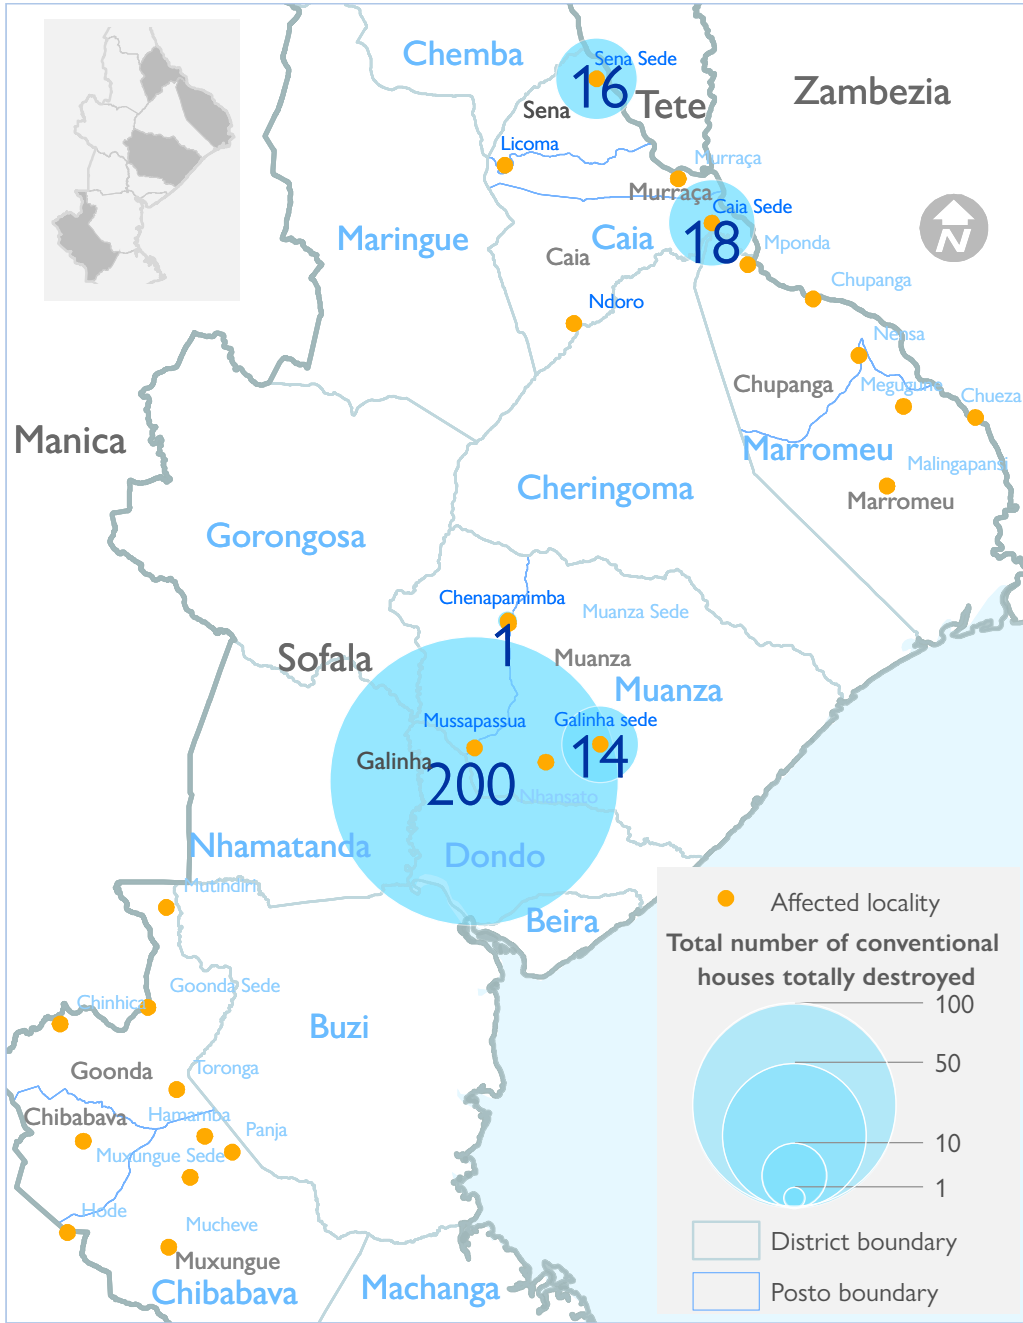 Chemba
Sena Sede
16
Zambezia
Tete
Sena
Licoma
Murraça
Murraça
Caia Sede
Maringue
Caia
18
Mponda
Caia
N
Chupanga
Ndoro
Nensa
Chupanga
Megugune
Chueza
Manica
Marromeu
Malingapansi
Cheringoma
Marromeu
Gorongosa
Chenapamimba
Muanza Sede
1
Sofala
Muanza
Muanza
Mussapassua
Galinha sede
Galinha
14
200
Nhansato
Nhamatanda
Dondo
Mutindiri
Beira
Goonda Sede
Chinhica
Buzi
Goonda
Toronga
Chibabava
Hamamba
Panja
Muxungue Sede
Hode
Mucheve
Muxungue
Chibabava
Machanga
Affected locality
Total number of conventional
houses totally destroyed
100
50
10
1
District boundary
Posto boundary